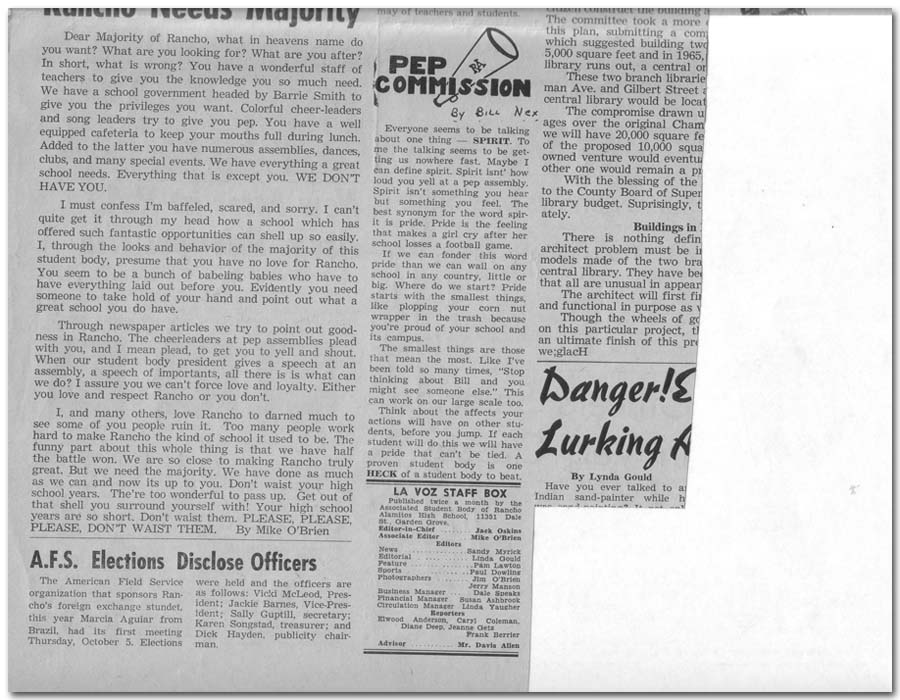 Rancho Needs Majority
Dear Majority of Rancho, what in heavens name do
you want? What are you looking for? What are you after?
In short, what is wrong? You have a wonderful staff of
teachers to give you the knowledge you so much need.
We have a school government headed by Barrie Smith to
give you the privileges you want. Colorful cheer-leaders
and song leaders try to give you pep. You have a well
equipped cafeteria to keep your mouths full during lunch.
Added to the latter you have numerous assemblies, dances,
clubs, and many special events. We have everything a great
school needs. Everything that is except you. WE DON'T
HAVE YOU.
I must confess I'm baffeled, scared, and sorry. I can't
quite get it through my head how a school which has
offered such fantastic opportunities can shell up so easily.
I, through the looks and behavior of the majority of this
student body, presume that you have no love for Rancho.
You seem to be a bunch of babeling babies who have to
have everything laid out before you. Evidently you need
someone to take hold of your hand and point out what a
great school you do have.
Through newspaper articles we try to point out good-
ness in Rancho. The cheerleaders at pep assemblies plead
with you, and I mean plead, to get you to yell and shout.
When our student body president gives a speech at an
assembly, a speech of importants, all there is is what can
we do? I assure you we can't force love and loyalty. Either
you love and respect Rancho or you don't.
I, and many others, love Rancho to darned much to
see some of you people ruin it. Too many people work
hard to make Rancho the kind of school it used to be. The
funny part about this whole thing is that we have half
the battle won. We are so close to making Rancho truly
great. But we need the majority. We have done as much
as we can and now its up to you. Don't waist your high
school years. The're too wonderful to pass up. Get out of
that shell you surround yourself with! Your high school
years are so short. Don't waist them. PLEASE, PLEASE,
PLEASE, DON'T WAIST THEM. By Mike O'Brien
A.F.S. Elections Disclose Officers
The American Field Service
organization that sponsors Ran-
cho's foreign exchange stundet,
this year Marcia Aguiar from
Brazil, had its first meeting
Thursday, October 5. Elections
were held and the officers are
as follows: Vicki McLeod, Pres-
ident; Jackie Barnes, Vice-Pres-
ident; Sally Guptill, secretary;
Karen Songstad, treasurer; and
Dick Hayden, publicity chair-
man.
may of teachers and students.
PEP
RA
COMMISSION
By Bill Nex
Everyone seems to be talking
about one thing — SPIRIT. To
me the talking seems to be get-
ting us nowhere fast. Maybe I
can define spirit. Spirit isnt' how
loud you yell at a pep assembly.
Spirit isn't something you hear
but something you feel. The
best synonym for the word spir-
it is pride. Pride is the feeling
that makes a girl cry after her
school losses a football game.
If we can fonder this word
pride than we can wail on any
school in any country, little or
big. Where do we start? Pride
starts with the smallest things,
like plopping your corn nut
wrapper in the trash because
you're proud of your school and
its campus.
The smallest things are those
that mean the most. Like I've
been told so many times, "Stop
thinking about Bill and you
might see someone else." This
can work on our large scale too.
Think about the affects your
actions will have on other stu-
dents, before you jump. If each
student will do this we will have
a pride that can't be tied. A
proven student body is one
HECK of a student body to beat.
LA VOZ STAFF BOX
Published twice a month by the
Associated Student Body of Rancho
Alamitos High School, 11351 Dale
St., Garden Grove.
Editor-in-Chief ..... Jack Oskins
Associate Editor ..... Mike O'Brien
Editors
News ..... Sandy Myrick
Editorial ..... Linda Gould
Feature ..... Pam Lawton
Sports ..... Paul Dowling
Photographers ..... Jim O'Brien
Jerry Manson
Business Manager ... Dale Speaks
Financial Manager Susan Ashbrook
Circulation Manager Linda Yaugher
Reporters
Elwood Anderson, Caryl Coleman,
Diane Deep, Jeanne Getz
Frank Berrier
Advisor ..... Mr. Davis Allen
citizen construct the building
The committee took a more
this plan, submitting a com
which suggested building two
5,000 square feet and in 1965,
library runs out, a central or
These two branch librarie
man Ave. and Gilbert Street
central library would be locat
The compromise drawn u
ages over the original Cham
we will have 20,000 square fe
of the proposed 10,000 squa
owned venture would eventu
other one would remain a pr
With the blessing of the
to the County Board of Super
library budget. Suprisingly, t
ately.
Buildings in
There is nothing defin
architect problem must be i
models made of the two bra
central library. They have bee
that all are unusual in appear
The architect will first fi
and functional in purpose as
Though the wheels of go
on this particular project, th
an ultimate finish of this pro
we;giacH
Danger!
Lurking
By Lynda Gould
Have you ever talked to a
Indian sand-painter while h